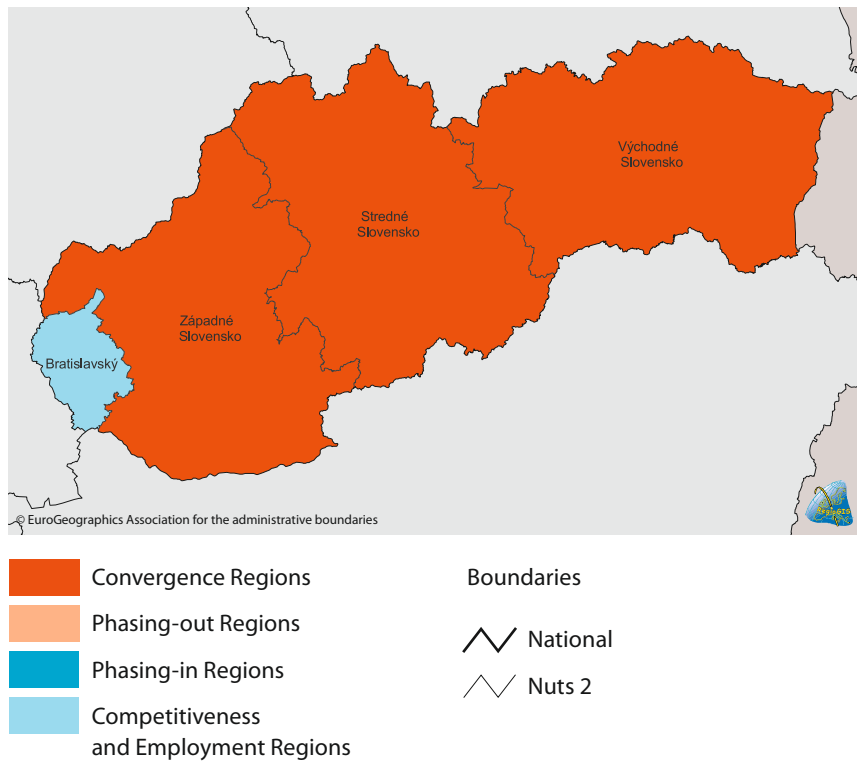 Východné
Slovensko
Stredné
Slovensko
Západné
Slovensko
Bratislavský
© EuroGeographics Association for the administrative boundaries
RegioGIS
Convergence Regions
Phasing-out Regions
Phasing-in Regions
Competitiveness
and Employment Regions
Boundaries
National
Nuts 2